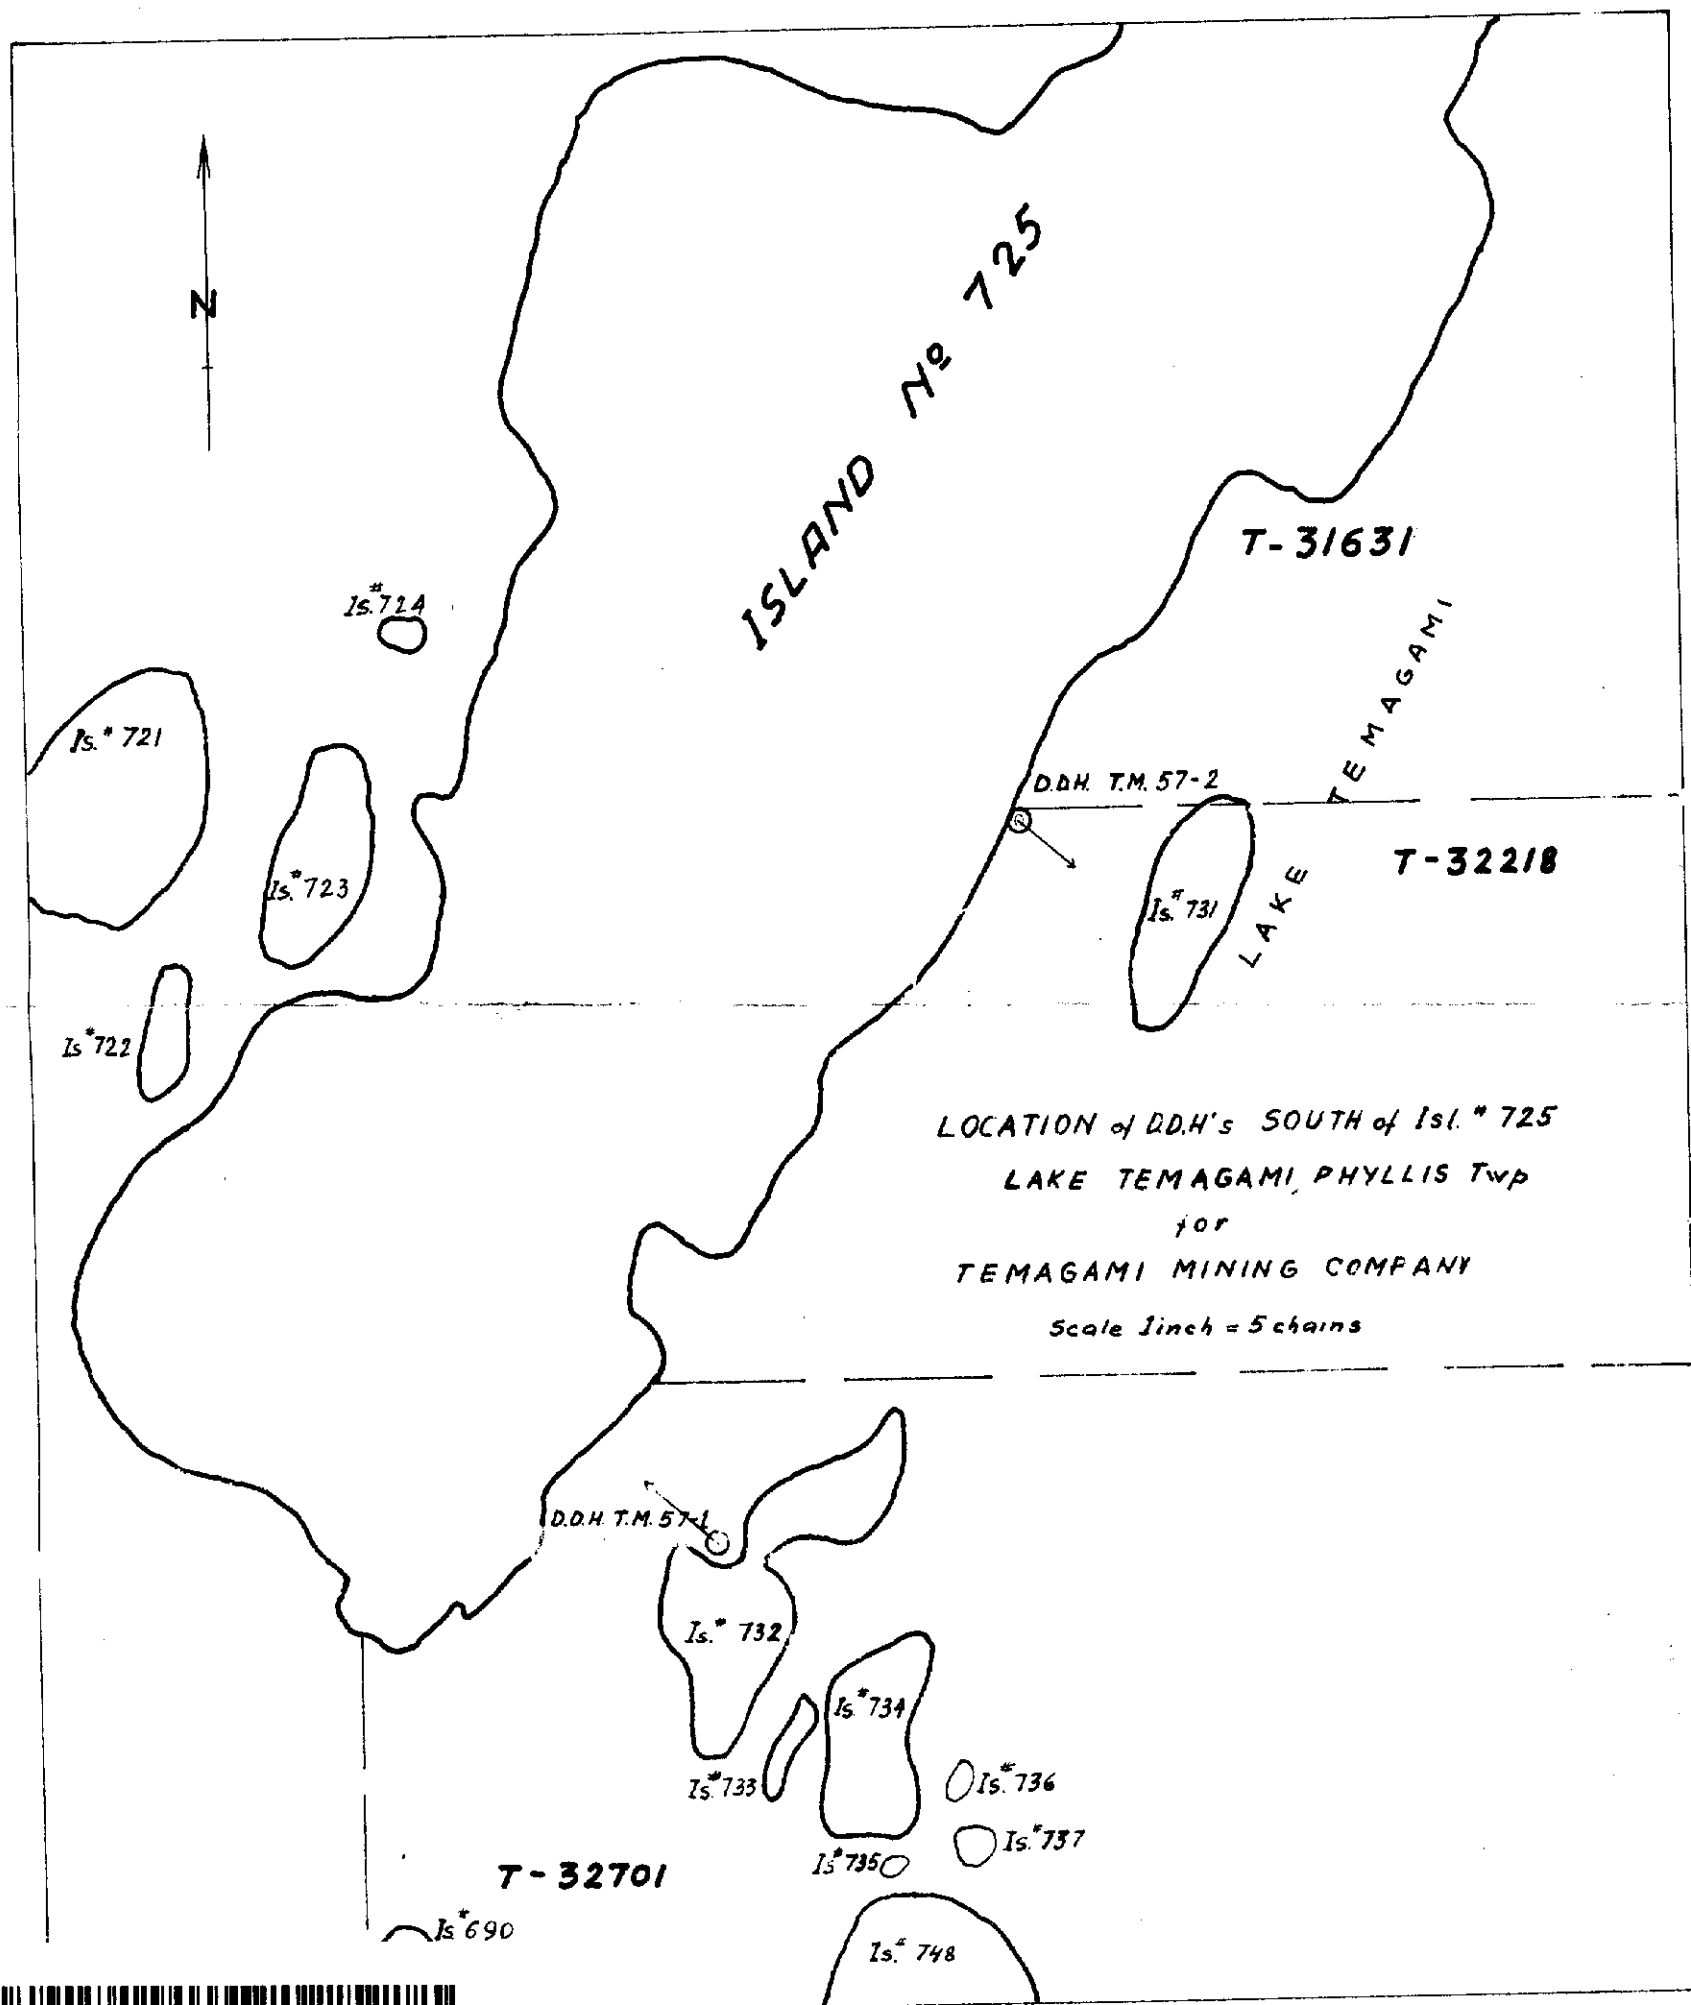 N
ISLAND Nº 725
T-31631
Is.#724
LAKE TEMAGAMI
Is.# 721
D.D.H. T.M. 57-2
T-32218
Is.#723
Is.#731
Is#722
LOCATION of D.D.H's SOUTH of Isl.# 725
LAKE TEMAGAMI, PHYLLIS Twp
for
TEMAGAMI MINING COMPANY
Scale 1inch = 5 chains
D.D.H. T.M. 57-1
Is.# 732
Is.#734
Is.#733
Is.#736
Is.#737
Is#735
T-32701
Is.#690
Is.# 748